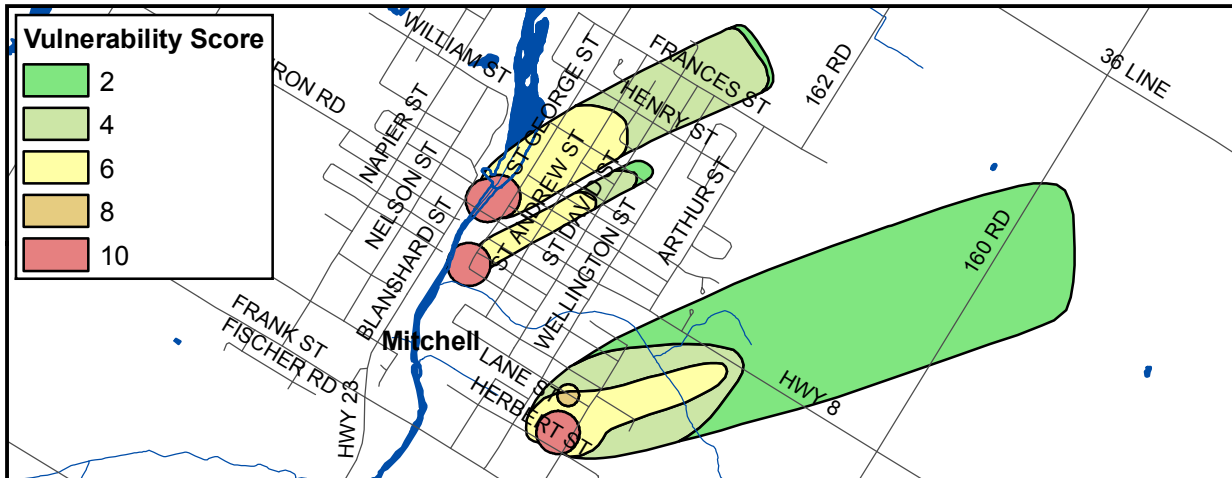 Vulnerability Score
2
4
6
8
10
WILLIAM ST
IRON RD
NAPIER ST
NELSON ST
BLANSHARD ST
ST GEORGE ST
ST ANDREW ST
ST DAVID ST
WELLINGTON ST
ARTHUR ST
FRANCES ST
HENRY ST
162 RD
36 LINE
160 RD
FRANK ST
FISCHER RD
Mitchell
LANE ST
HERBERT ST
HWY 23
HWY 8